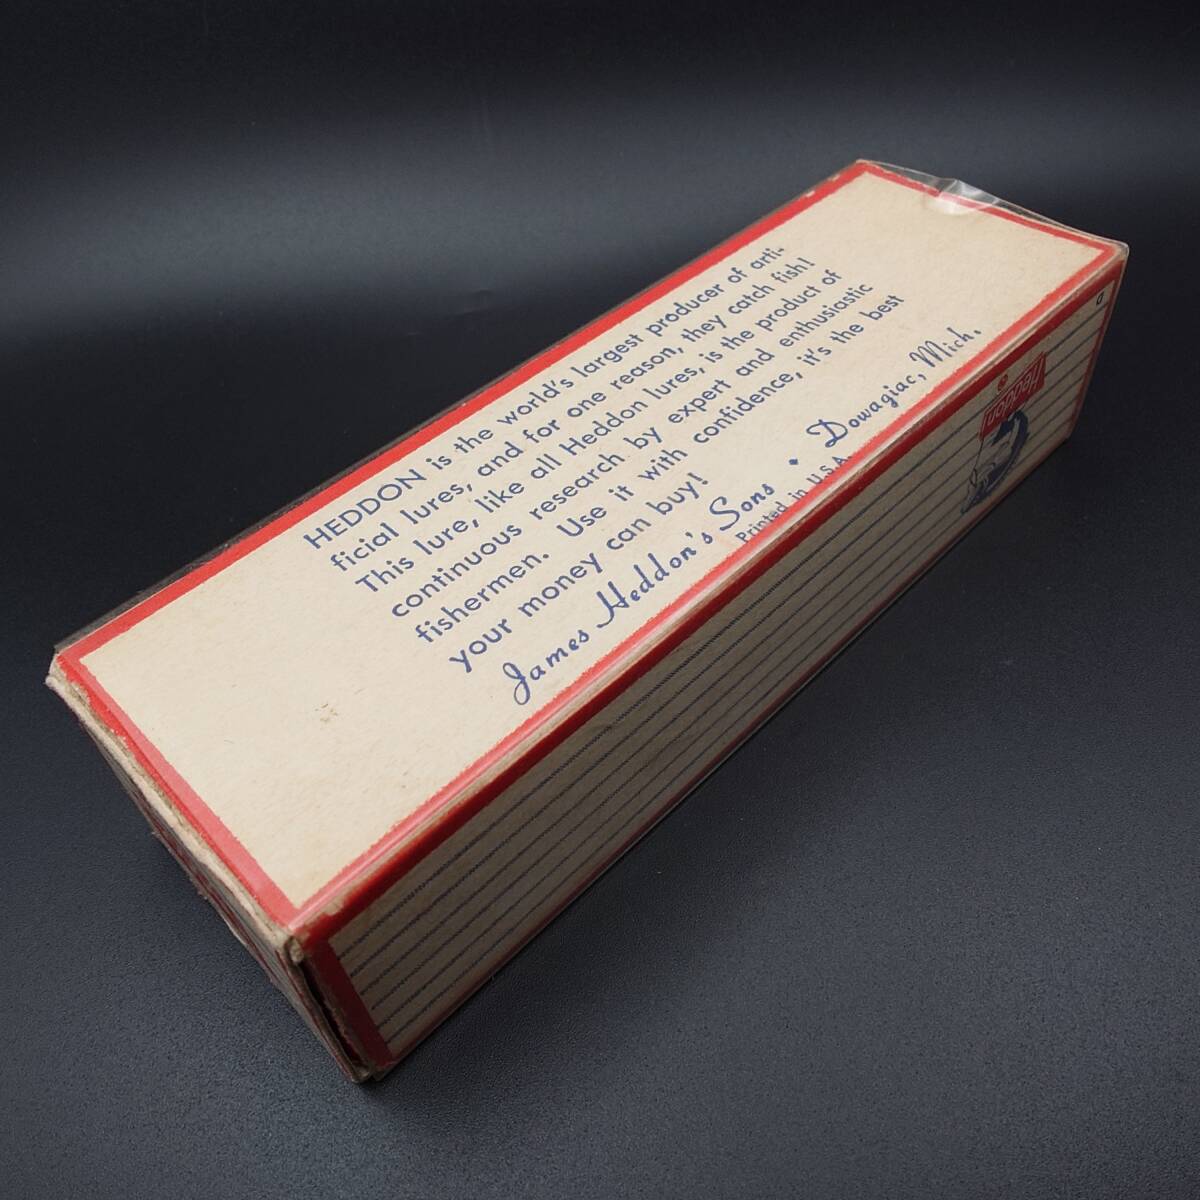 HEDDON is the world's largest producer of arti-
ficial lures, and for one reason, they catch fish!
This lure, like all Heddon lures, is the product of
continuous research by expert and enthusiastic
fishermen. Use it with confidence, it's the best
your money can buy!
James Heddon's Sons • Dowagiac, Mich.
Printed in U.S.A.
Heddon
D